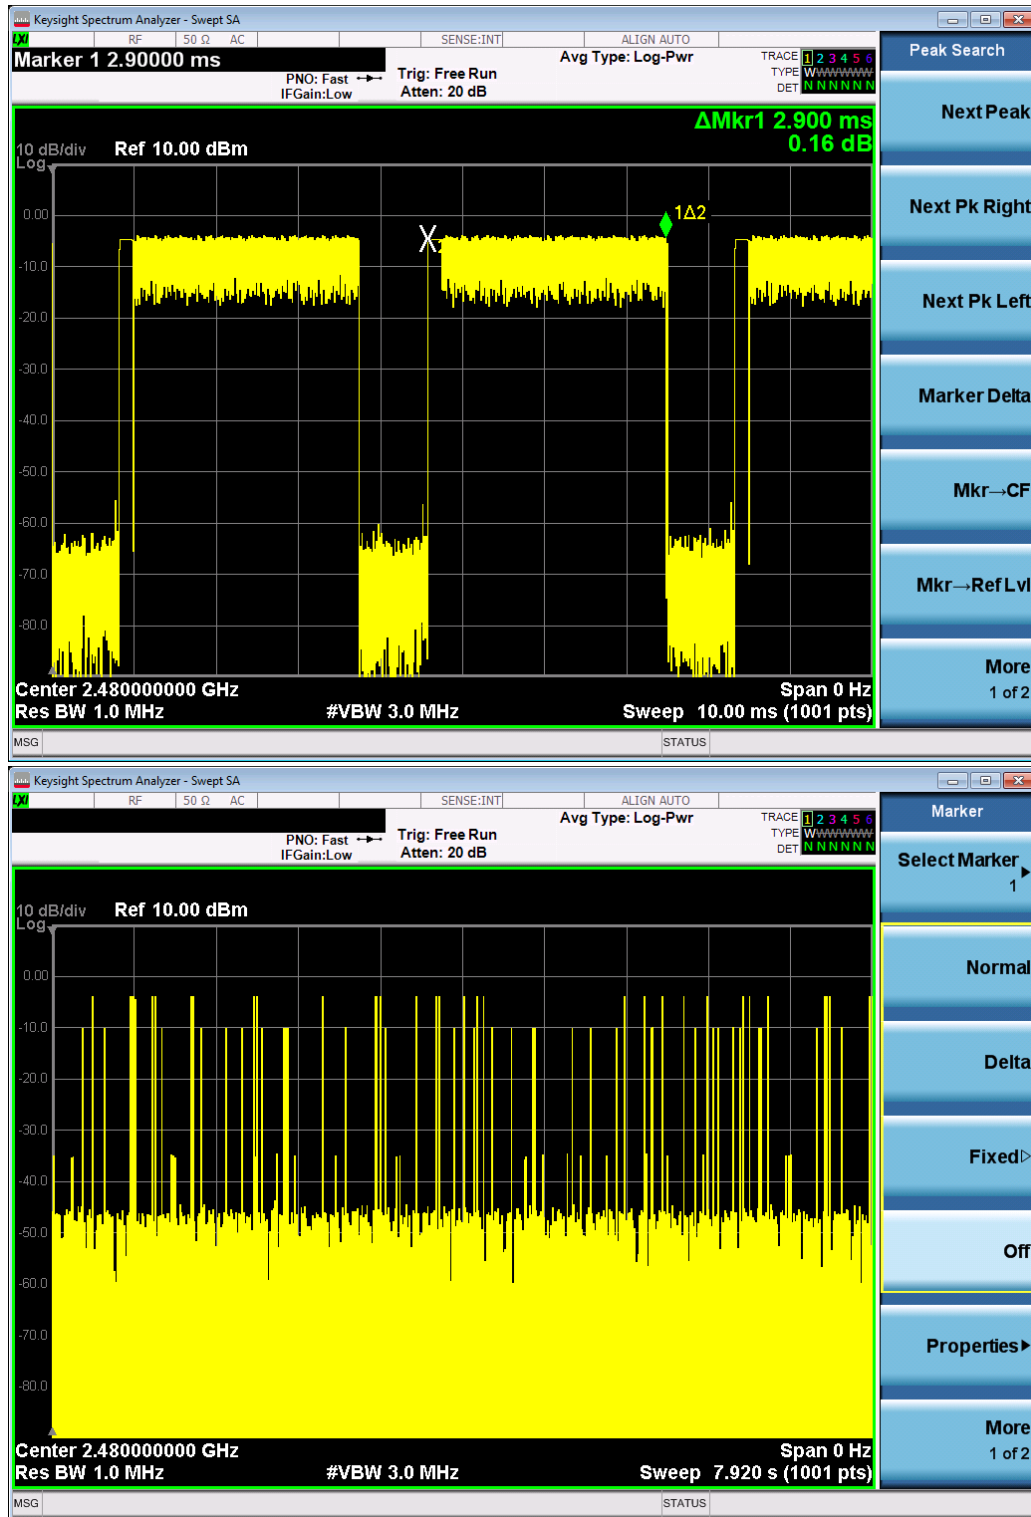 Keysight Spectrum Analyzer - Swept SA
LXI RF 50 Ω AC SENSE:INT ALIGN AUTO
Marker 1 2.90000 ms
PNO: Fast
IFGain:Low
Trig: Free Run
Atten: 20 dB
Avg Type: Log-Pwr
TRACE 1 2 3 4 5 6
TYPE WWWWWW
DET N N N N N N
Peak Search
Next Peak
Next Pk Right
Next Pk Left
Marker Delta
Mkr→CF
Mkr→Ref Lvl
More
1 of 2
ΔMkr1 2.900 ms
0.16 dB
10 dB/div Ref 10.00 dBm
Log
1Δ2
X2
0.00
-10.0
-20.0
-30.0
-40.0
-50.0
-60.0
-70.0
-80.0
Center 2.480000000 GHz Span 0 Hz
Res BW 1.0 MHz #VBW 3.0 MHz Sweep 10.00 ms (1001 pts)
MSG STATUS
Keysight Spectrum Analyzer - Swept SA
LXI RF 50 Ω AC SENSE:INT ALIGN AUTO
PNO: Fast
IFGain:Low
Trig: Free Run
Atten: 20 dB
Avg Type: Log-Pwr
TRACE 1 2 3 4 5 6
TYPE WWWWWW
DET N N N N N N
Marker
Select Marker
1
Normal
Delta
Fixed
Off
Properties
More
1 of 2
10 dB/div Ref 10.00 dBm
Log
0.00
-10.0
-20.0
-30.0
-40.0
-50.0
-60.0
-70.0
-80.0
Center 2.480000000 GHz Span 0 Hz
Res BW 1.0 MHz #VBW 3.0 MHz Sweep 7.920 s (1001 pts)
MSG STATUS